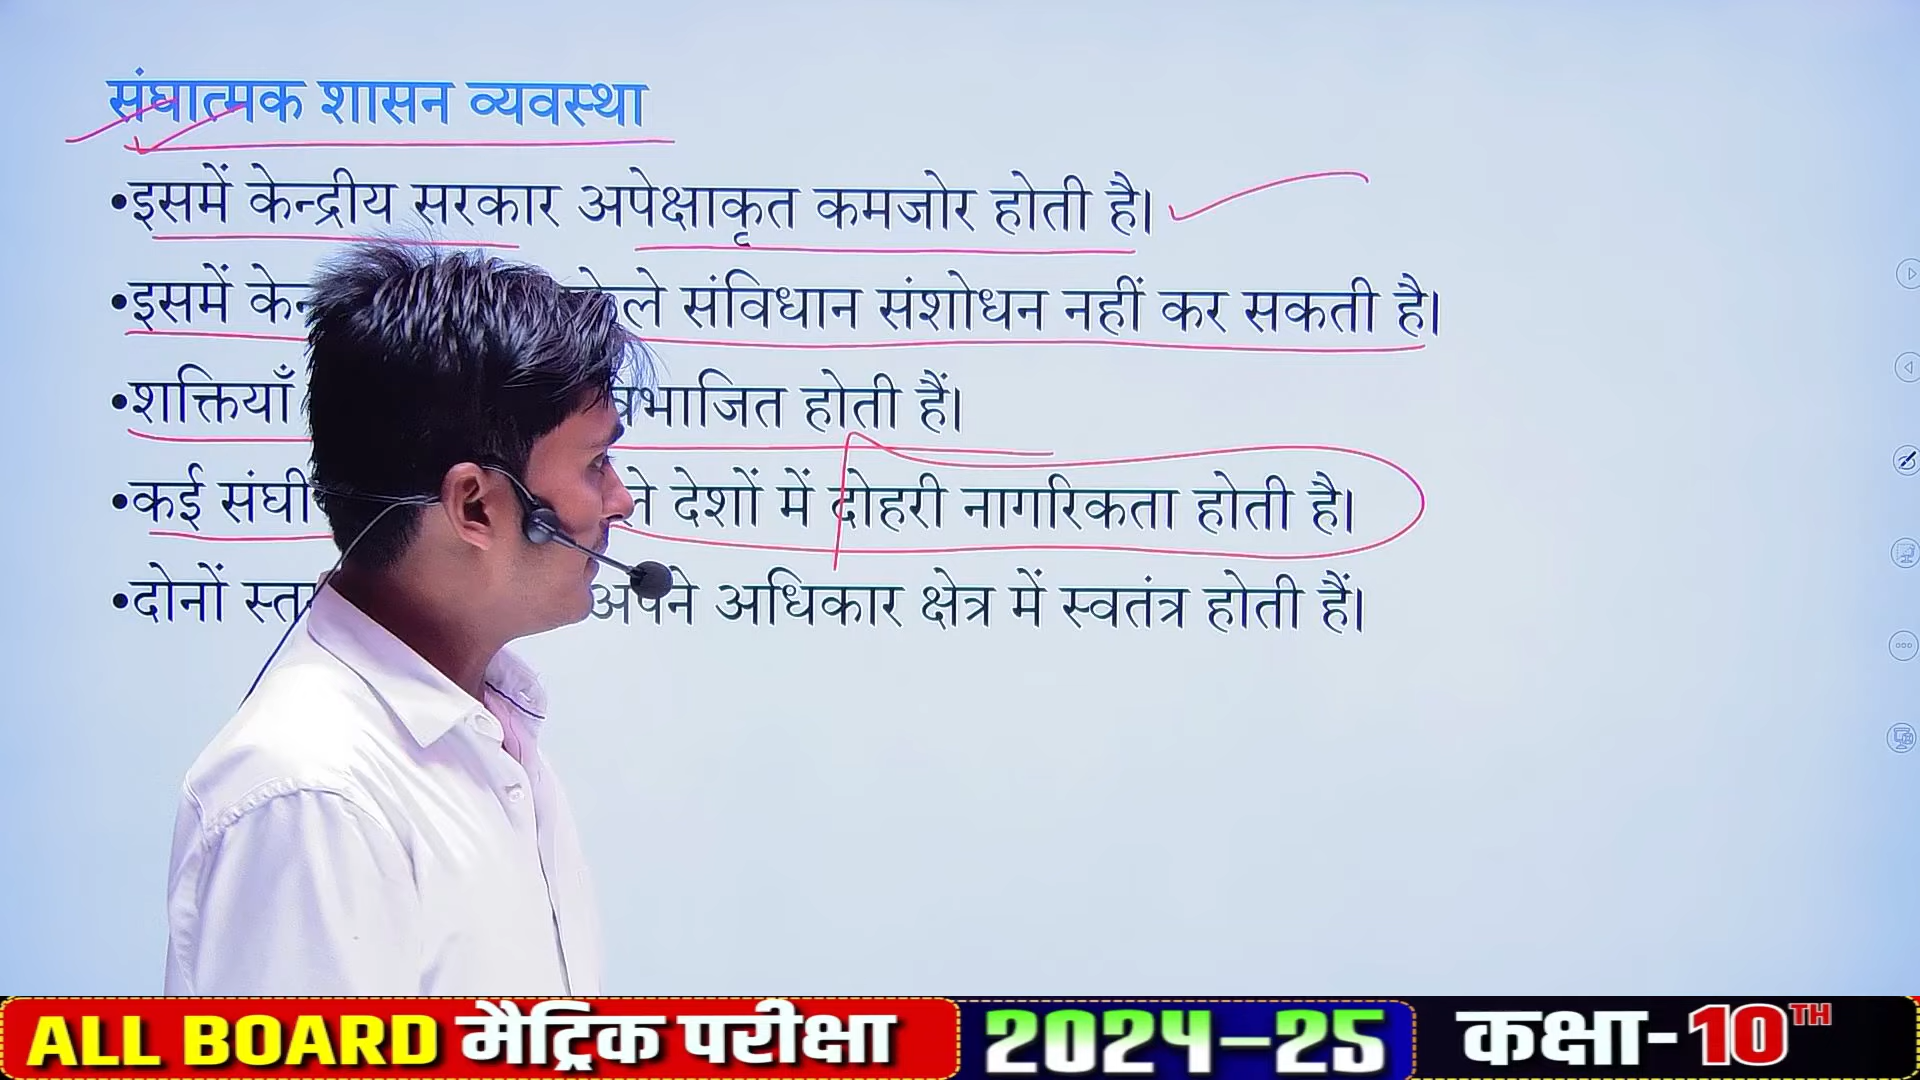 संघात्मक शासन व्यवस्था
•इसमें केन्द्रीय सरकार अपेक्षाकृत कमजोर होती है।
•इसमें संविधान संशोधन नहीं कर सकती है।
•शक्तियाँ होती हैं।
•कई देशों में दोहरी नागरिकता होती है।
•दोनों अपने अधिकार क्षेत्र में स्वतंत्र होती हैं।
ALL BOARD मैट्रिक परीक्षा 2024-25 कक्षा-10TH